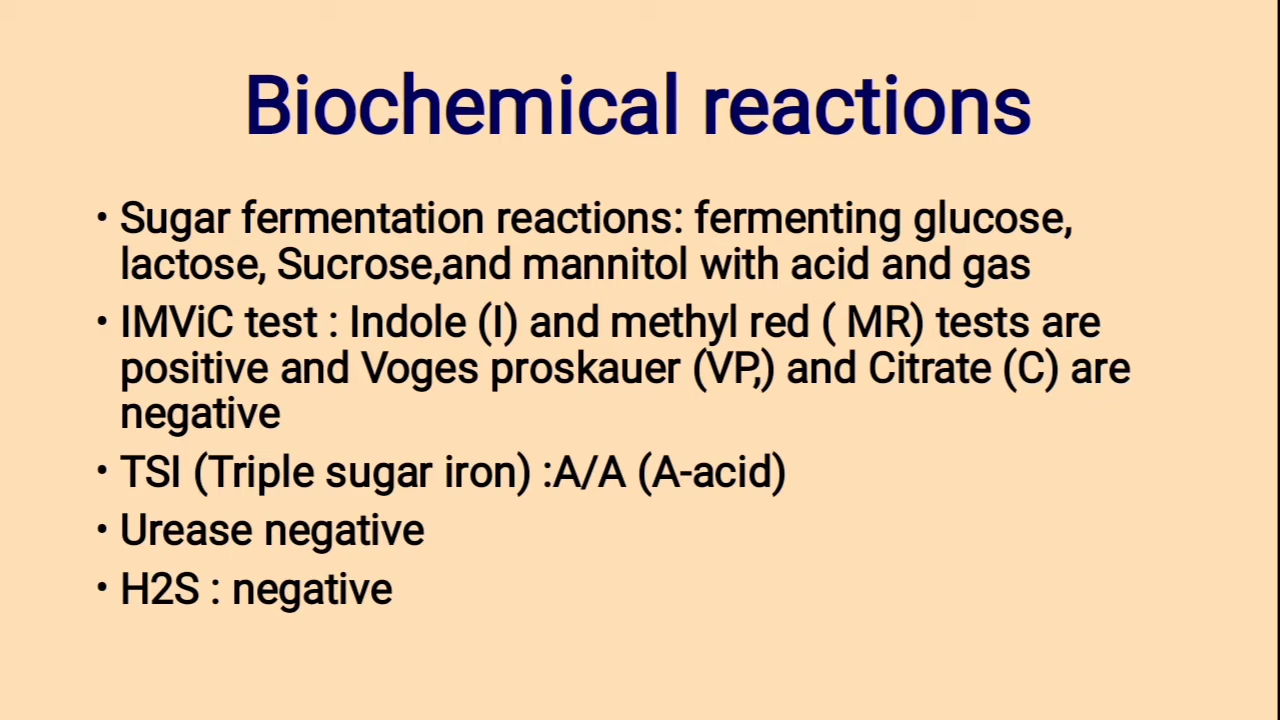 Biochemical reactions
• Sugar fermentation reactions: fermenting glucose,
lactose, Sucrose,and mannitol with acid and gas
• IMViC test : Indole (I) and methyl red ( MR) tests are
positive and Voges proskauer (VP,) and Citrate (C) are
negative
• TSI (Triple sugar iron) :A/A (A-acid)
• Urease negative
• H2S : negative